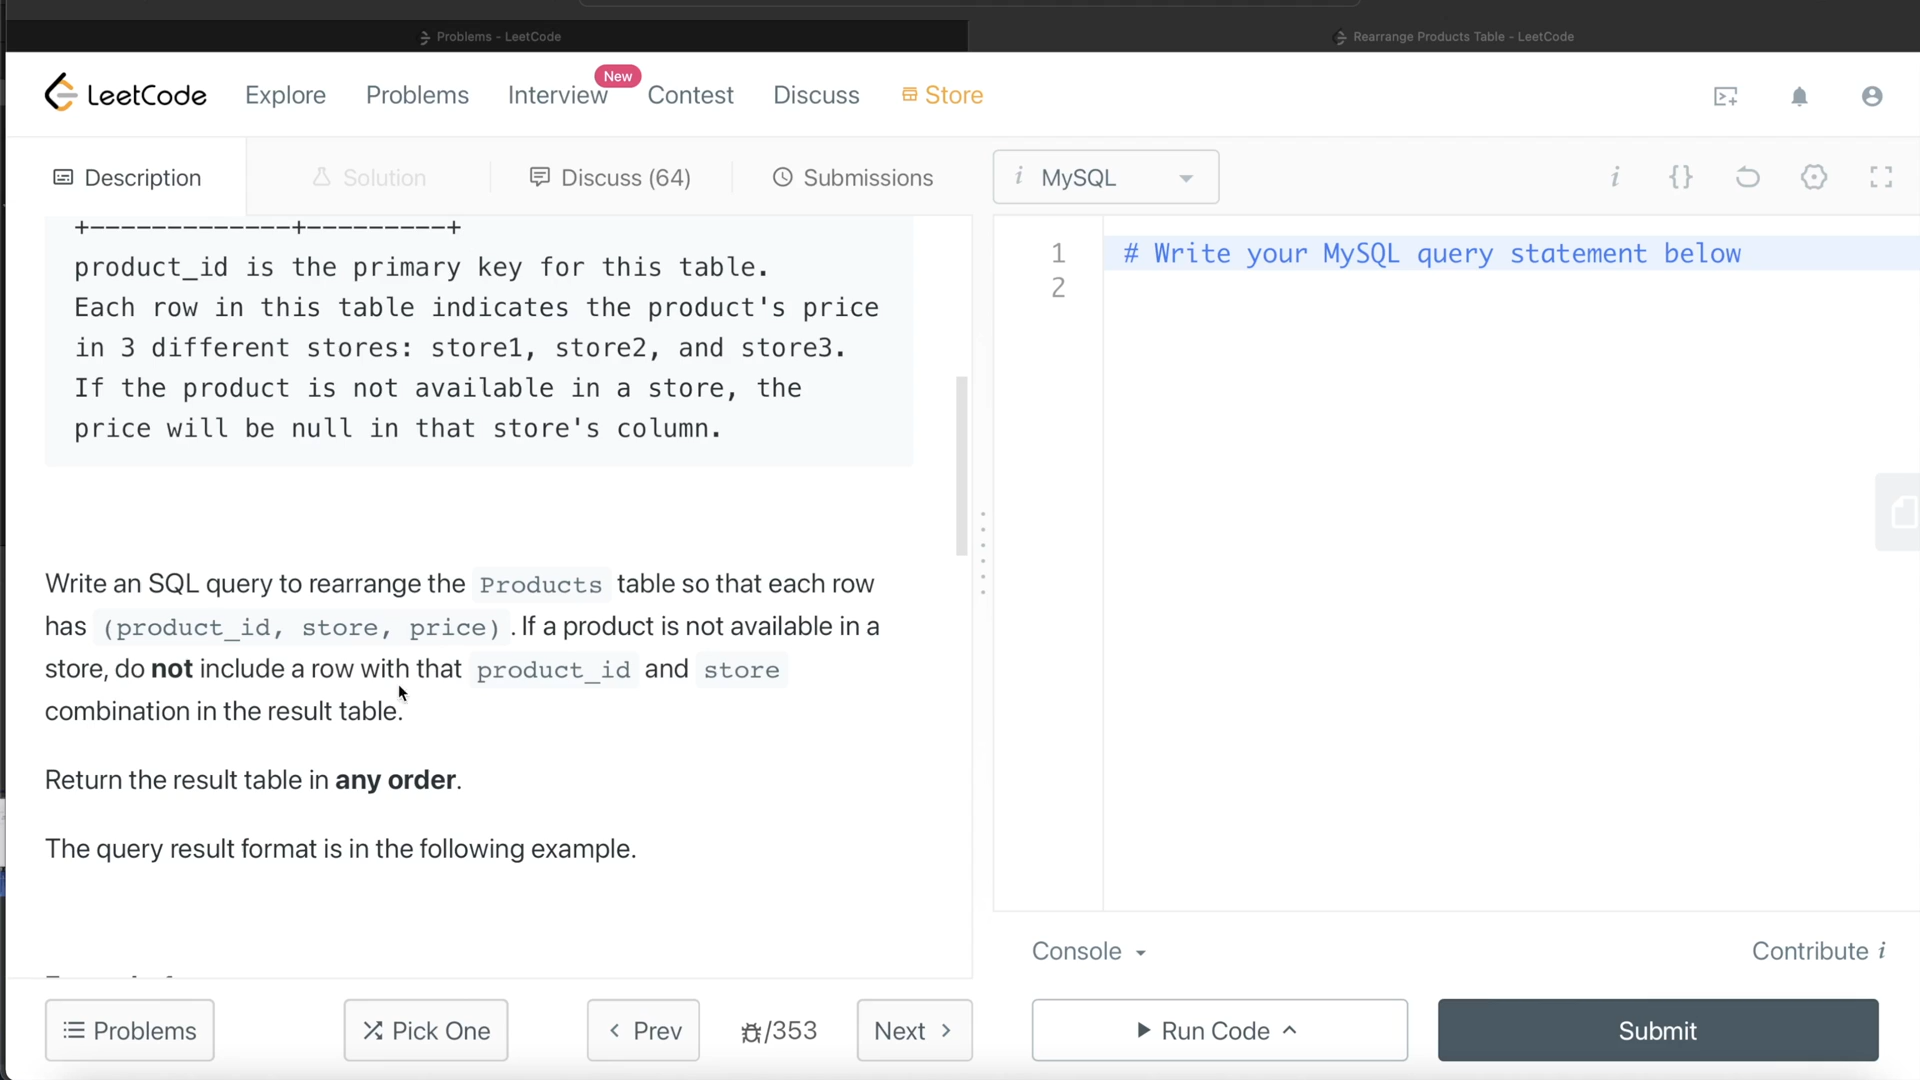 Problems - LeetCode
Rearrange Products Table - LeetCode
LeetCode
Explore
Problems
Interview
New
Contest
Discuss
Store
Description
Solution
Discuss (64)
Submissions
i MySQL
i
{}
+-------------+---------+
product_id is the primary key for this table.
Each row in this table indicates the product's price
in 3 different stores: store1, store2, and store3.
If the product is not available in a store, the
price will be null in that store's column.
Write an SQL query to rearrange the Products table so that each row
has (product_id, store, price). If a product is not available in a
store, do not include a row with that product_id and store
combination in the result table.
Return the result table in any order.
The query result format is in the following example.
1 # Write your MySQL query statement below
2
Console
Contribute i
Problems
Pick One
Prev
/353
Next
Run Code
Submit